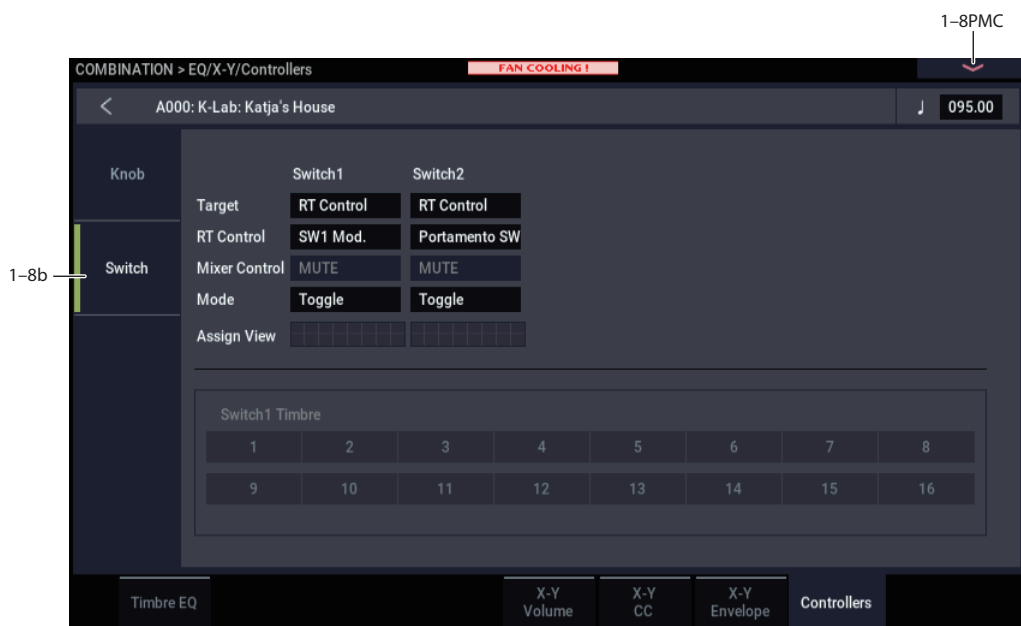 1–8PMC
COMBINATION > EQ/X-Y/Controllers
FAN COOLING !
A000: K-Lab: Katja's House
♩ 095.00
Knob
Switch1 Switch2
Target RT Control RT Control
RT Control SW1 Mod. Portamento SW
1–8b
Switch
Mixer Control MUTE MUTE
Mode Toggle Toggle
Assign View
Switch1 Timbre
1 2 3 4 5 6 7 8
9 10 11 12 13 14 15 16
Timbre EQ
X-Y
Volume
X-Y
CC
X-Y
Envelope
Controllers